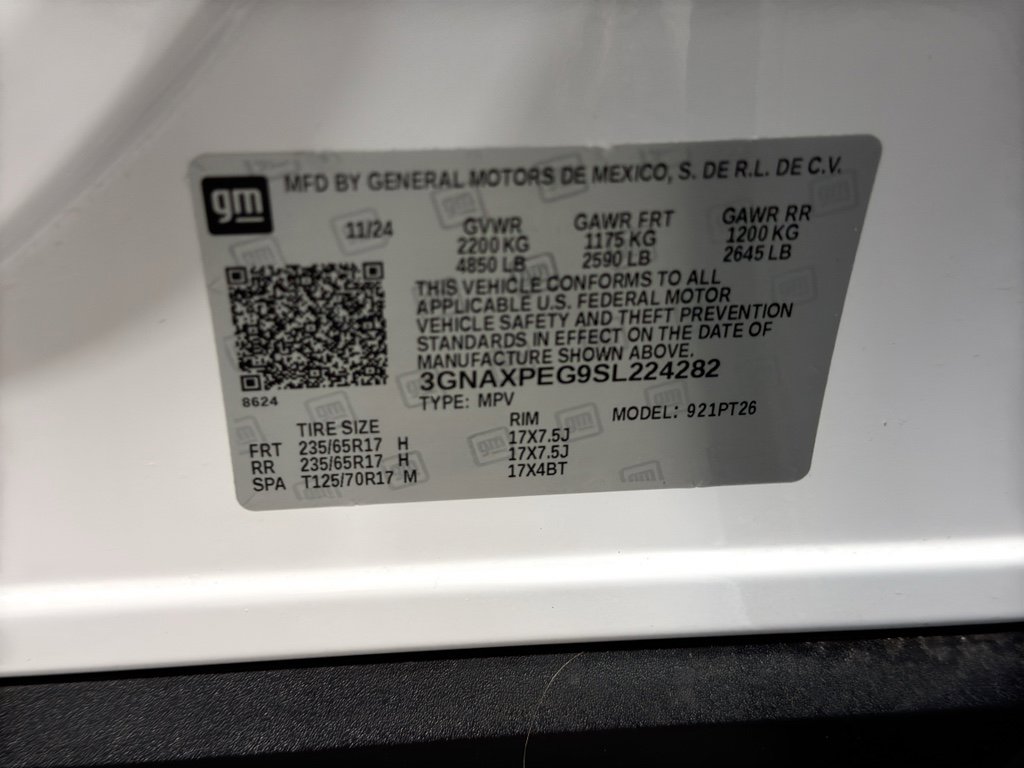 gm MFD BY GENERAL MOTORS DE MEXICO, S. DE R.L. DE C.V.
11/24 GVWR GAWR FRT GAWR RR
2200 KG 1175 KG 1200 KG
4850 LB 2590 LB 2645 LB
THIS VEHICLE CONFORMS TO ALL
APPLICABLE U.S. FEDERAL MOTOR
VEHICLE SAFETY AND THEFT PREVENTION
STANDARDS IN EFFECT ON THE DATE OF
MANUFACTURE SHOWN ABOVE.
3GNAXPEG9SL224282
8624 TYPE: MPV
TIRE SIZE RIM MODEL: 921PT26
FRT 235/65R17 H 17X7.5J
RR 235/65R17 H 17X7.5J
SPA T125/70R17 M 17X4BT